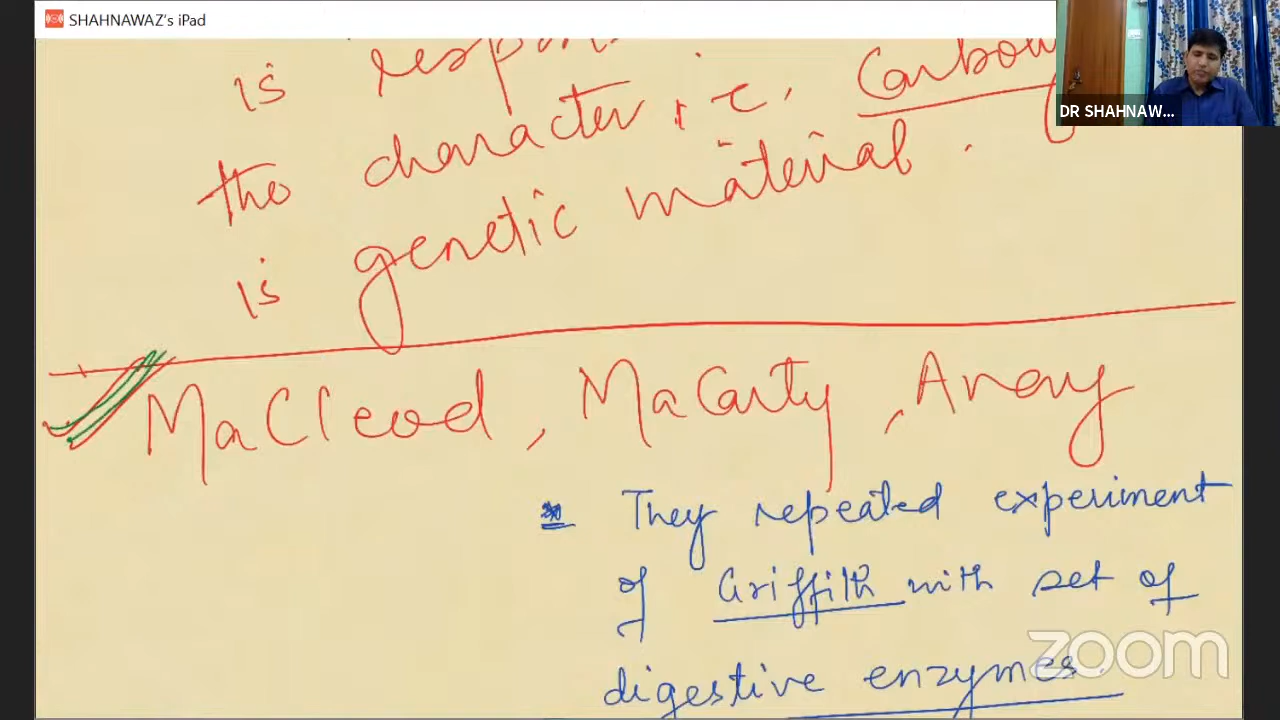 SHAHNAWAZ's iPad
DR SHAHNAW...
is
the character, i.e. Carbohy
is genetic material.
MaCleod, MaCarty, Avery
* They repeated experiment
of Griffith with set of
digestive enzymes.
zoom